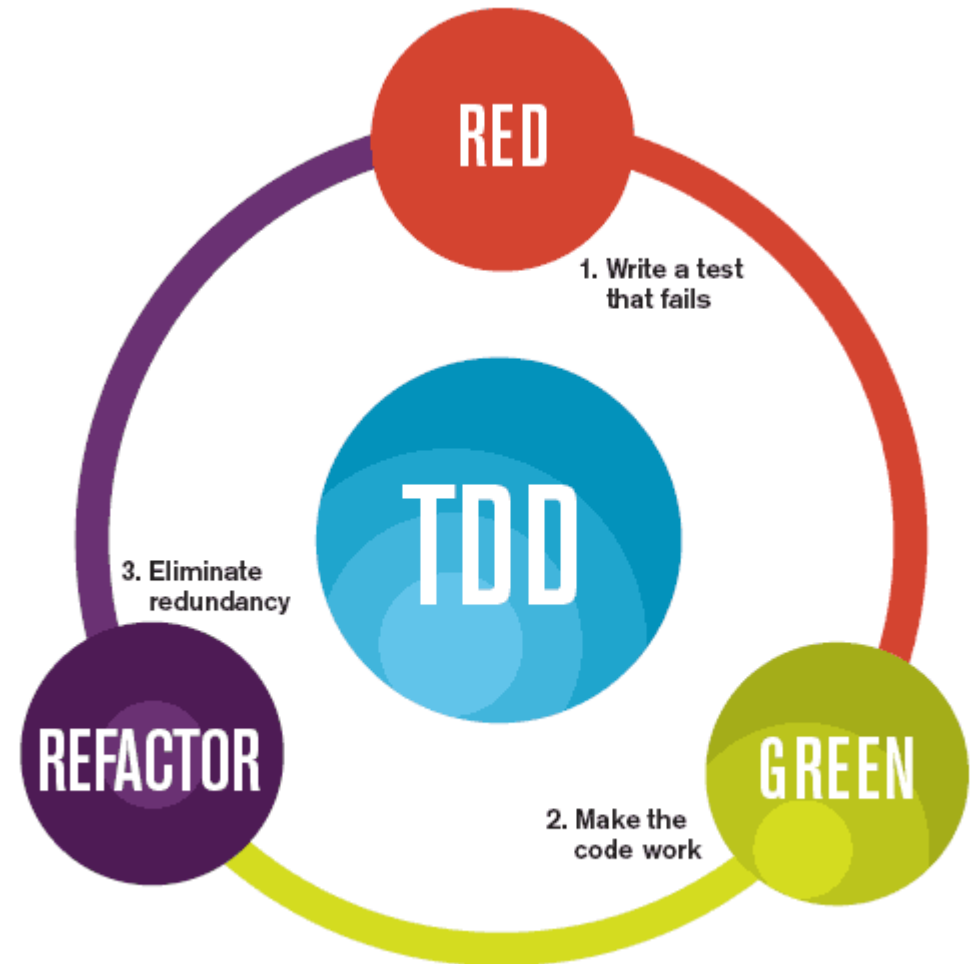 RED
1. Write a test
that fails
TDD
3. Eliminate
redundancy
REFACTOR
GREEN
2. Make the
code work